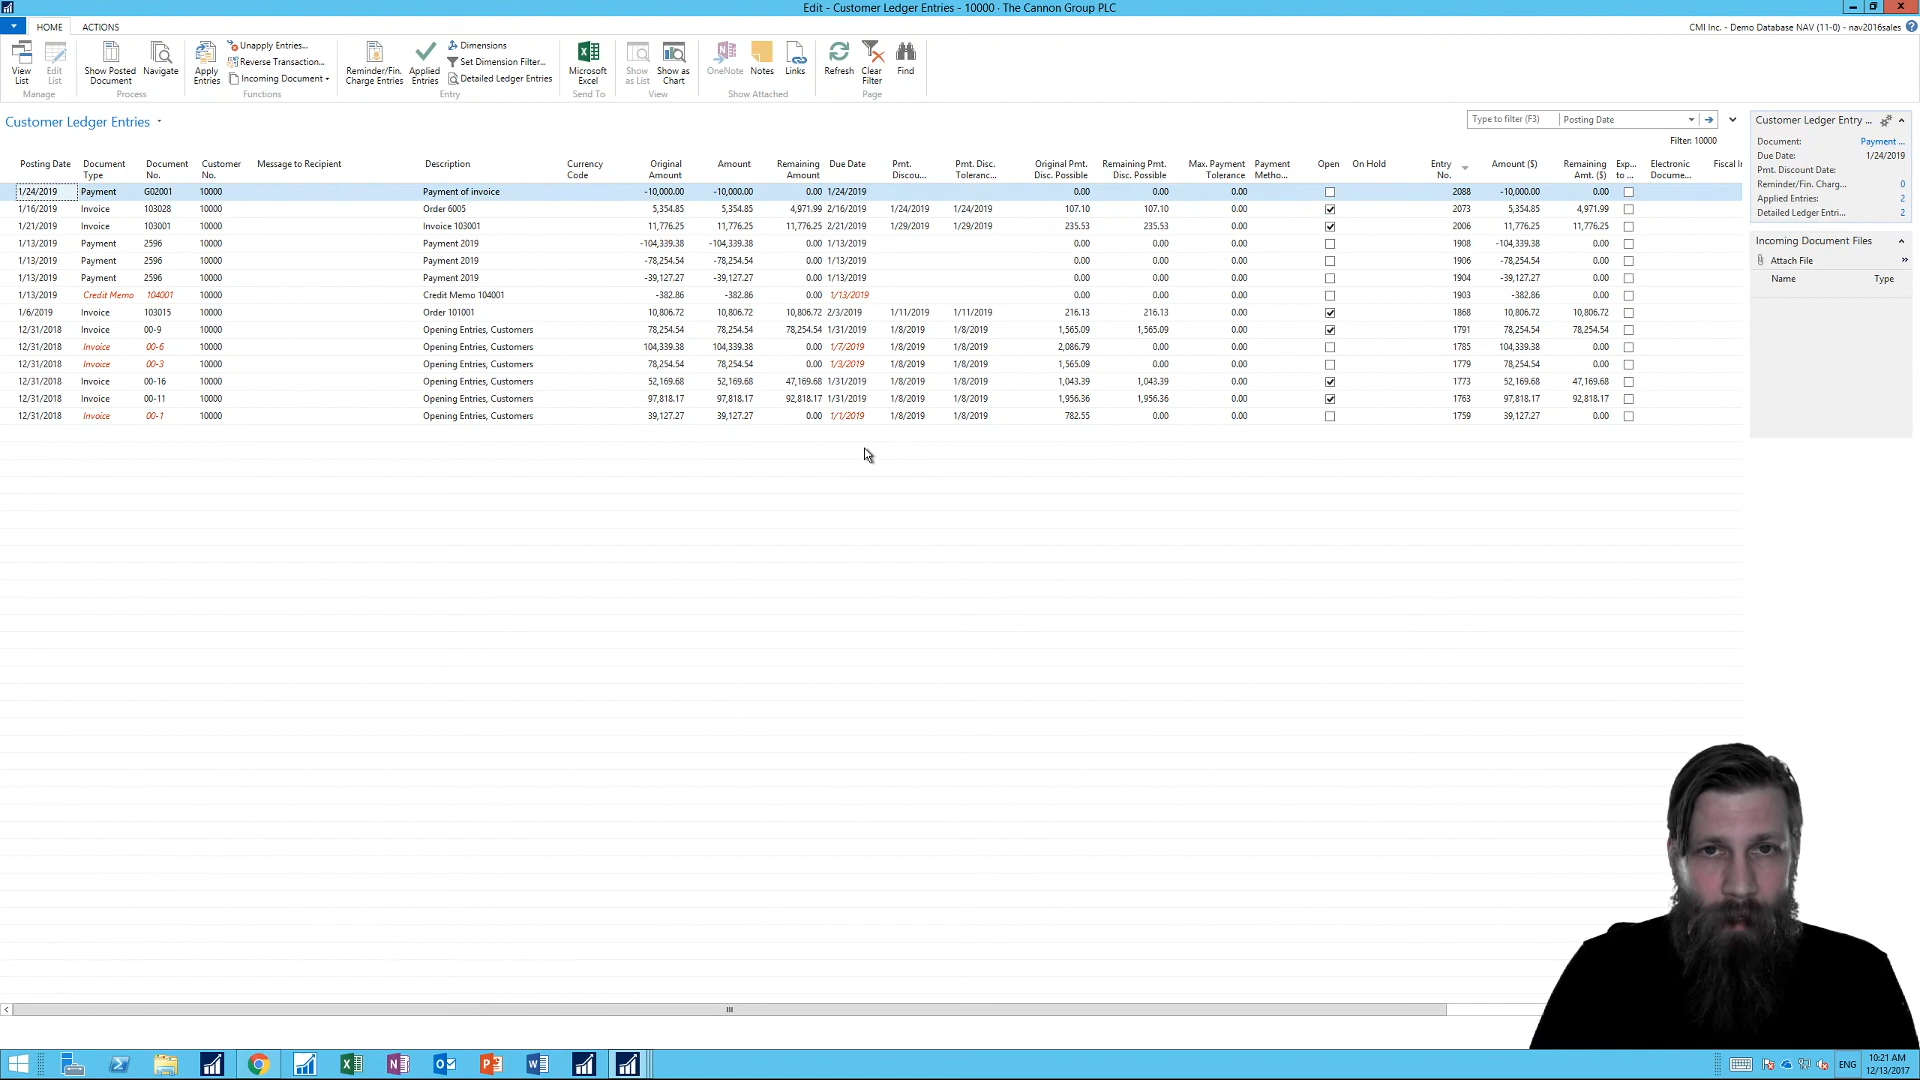 Edit - Customer Ledger Entries - 10000 · The Cannon Group PLC
HOME ACTIONS
CMI Inc. - Demo Database NAV (11-0) - nav2016sales
View List
Edit List
Manage
Show Posted Document
Navigate
Process
Apply Entries
Unapply Entries...
Reverse Transaction...
Incoming Document
Functions
Reminder/Fin. Charge Entries
Applied Entries
Dimensions
Set Dimension Filter...
Detailed Ledger Entries
Entry
Microsoft Excel
Send To
Show as List
Show as Chart
View
OneNote
Notes
Links
Show Attached
Refresh
Clear Filter
Find
Page
Customer Ledger Entries
Type to filter (F3) Posting Date
Filter: 10000
Posting Date Document Type Document No. Customer No. Message to Recipient Description Currency Code Original Amount Amount Remaining Amount Due Date Pmt. Discou... Pmt. Disc. Toleranc... Original Pmt. Disc. Possible Remaining Pmt. Disc. Possible Max. Payment Tolerance Payment Metho... Open On Hold Entry No. Amount ($) Remaining Amt. ($) Exp... to ... Electronic Docume... Fiscal In
1/24/2019 Payment G02001 10000 Payment of invoice -10,000.00 -10,000.00 0.00 1/24/2019 0.00 0.00 0.00 2088 -10,000.00 0.00
1/16/2019 Invoice 103028 10000 Order 6005 5,354.85 5,354.85 4,971.99 2/16/2019 1/24/2019 1/24/2019 107.10 107.10 0.00 2073 5,354.85 4,971.99
1/21/2019 Invoice 103001 10000 Invoice 103001 11,776.25 11,776.25 11,776.25 2/21/2019 1/29/2019 1/29/2019 235.53 235.53 0.00 2006 11,776.25 11,776.25
1/13/2019 Payment 2596 10000 Payment 2019 -104,339.38 -104,339.38 0.00 1/13/2019 0.00 0.00 0.00 1908 -104,339.38 0.00
1/13/2019 Payment 2596 10000 Payment 2019 -78,254.54 -78,254.54 0.00 1/13/2019 0.00 0.00 0.00 1906 -78,254.54 0.00
1/13/2019 Payment 2596 10000 Payment 2019 -39,127.27 -39,127.27 0.00 1/13/2019 0.00 0.00 0.00 1904 -39,127.27 0.00
1/13/2019 Credit Memo 104001 10000 Credit Memo 104001 -382.86 -382.86 0.00 1/13/2019 0.00 0.00 0.00 1903 -382.86 0.00
1/6/2019 Invoice 103015 10000 Order 101001 10,806.72 10,806.72 10,806.72 2/3/2019 1/11/2019 1/11/2019 216.13 216.13 0.00 1868 10,806.72 10,806.72
12/31/2018 Invoice 00-9 10000 Opening Entries, Customers 78,254.54 78,254.54 78,254.54 1/31/2019 1/8/2019 1/8/2019 1,565.09 1,565.09 0.00 1791 78,254.54 78,254.54
12/31/2018 Invoice 00-6 10000 Opening Entries, Customers 104,339.38 104,339.38 0.00 1/7/2019 1/8/2019 1/8/2019 2,086.79 0.00 0.00 1785 104,339.38 0.00
12/31/2018 Invoice 00-3 10000 Opening Entries, Customers 78,254.54 78,254.54 0.00 1/3/2019 1/8/2019 1/8/2019 1,565.09 0.00 0.00 1779 78,254.54 0.00
12/31/2018 Invoice 00-16 10000 Opening Entries, Customers 52,169.68 52,169.68 47,169.68 1/31/2019 1/8/2019 1/8/2019 1,043.39 1,043.39 0.00 1773 52,169.68 47,169.68
12/31/2018 Invoice 00-11 10000 Opening Entries, Customers 97,818.17 97,818.17 92,818.17 1/31/2019 1/8/2019 1/8/2019 1,956.36 1,956.36 0.00 1763 97,818.17 92,818.17
12/31/2018 Invoice 00-1 10000 Opening Entries, Customers 39,127.27 39,127.27 0.00 1/1/2019 1/8/2019 1/8/2019 782.55 0.00 0.00 1759 39,127.27 0.00
Customer Ledger Entry ...
Document: Payment ...
Due Date: 1/24/2019
Pmt. Discount Date:
Reminder/Fin. Charg... 0
Applied Entries: 2
Detailed Ledger Entri... 2
Incoming Document Files
Attach File
Name Type
ENG
10:21 AM
12/13/2017